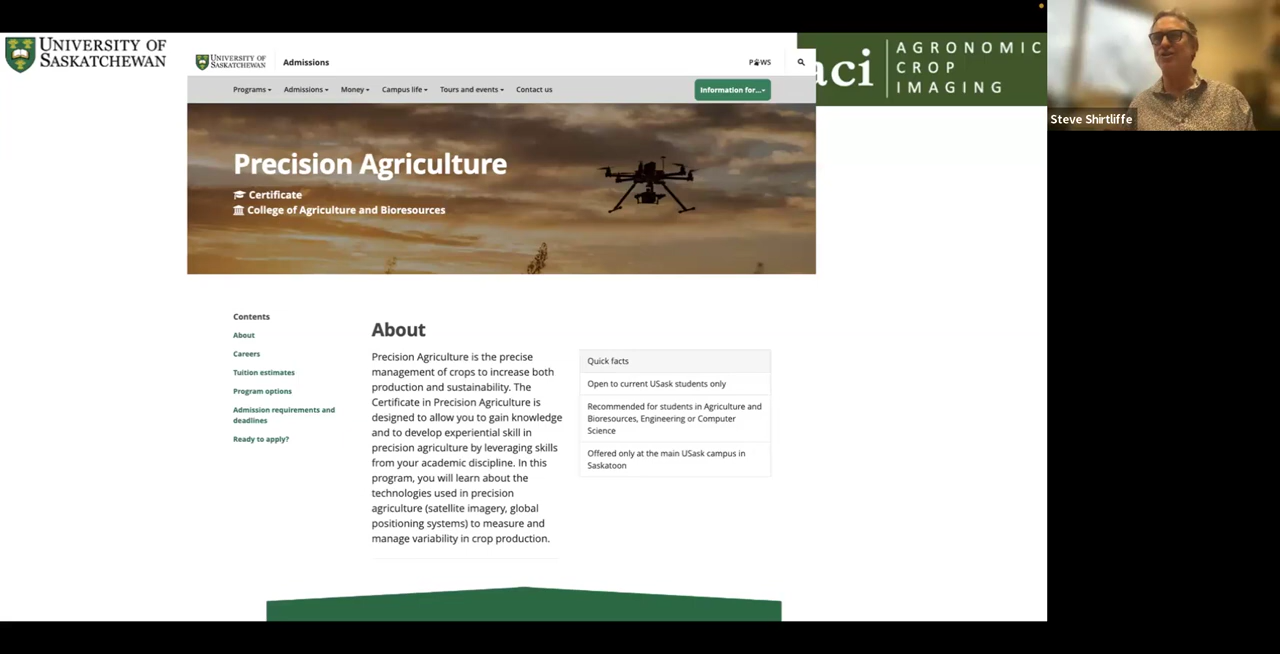 UNIVERSITY OF
SASKATCHEWAN
UNIVERSITY OF
SASKATCHEWAN
Admissions
PAWS
aci
AGRONOMIC
CROP
IMAGING
Programs
Admissions
Money
Campus life
Tours and events
Contact us
Information for...
Steve Shirtliffe
Precision Agriculture
Certificate
College of Agriculture and Bioresources
Contents
About
Careers
Tuition estimates
Program options
Admission requirements and
deadlines
Ready to apply?
About
Precision Agriculture is the precise
management of crops to increase both
production and sustainability. The
Certificate in Precision Agriculture is
designed to allow you to gain knowledge
and to develop experiential skill in
precision agriculture by leveraging skills
from your academic discipline. In this
program, you will learn about the
technologies used in precision
agriculture (satellite imagery, global
positioning systems) to measure and
manage variability in crop production.
Quick facts
Open to current USask students only
Recommended for students in Agriculture and
Bioresources, Engineering or Computer
Science
Offered only at the main USask campus in
Saskatoon